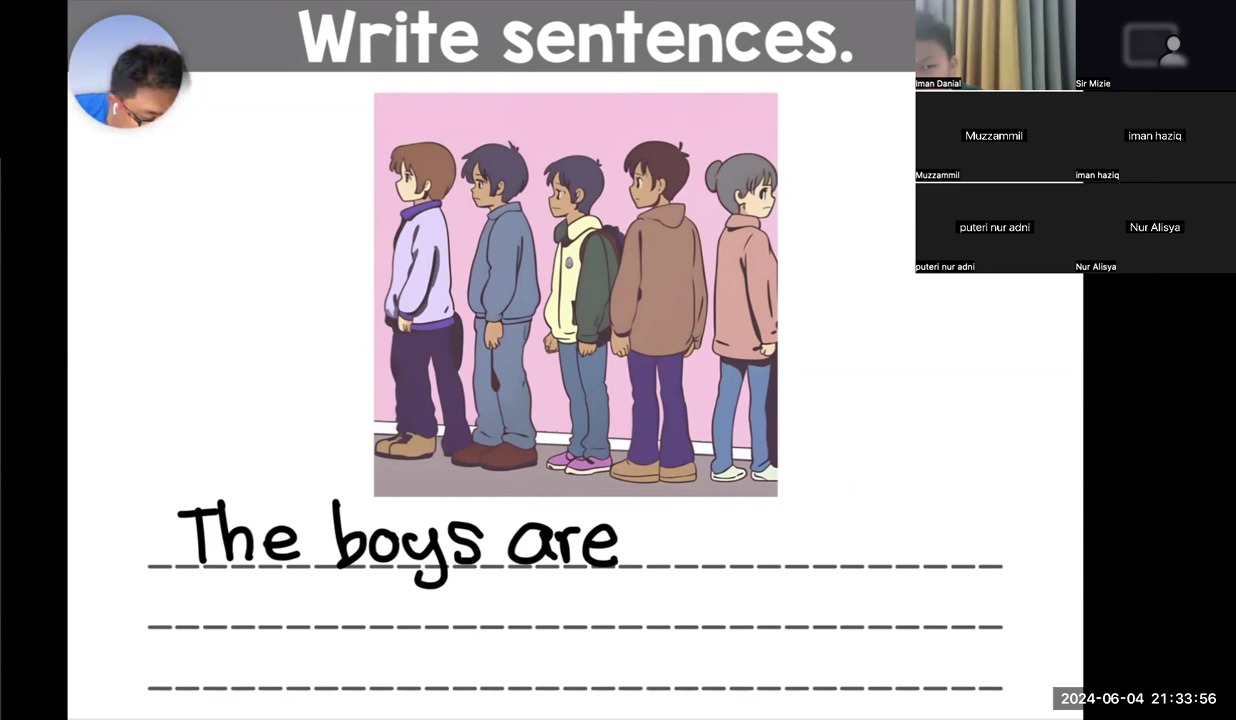 Write sentences.
Iman Danial
Sir Mizie
Muzzammil
iman haziq
Muzzammil
iman haziq
puteri nur adni
Nur Alisya
puteri nur adni
Nur Alisya
The boys are
2024-06-04 21:33:56